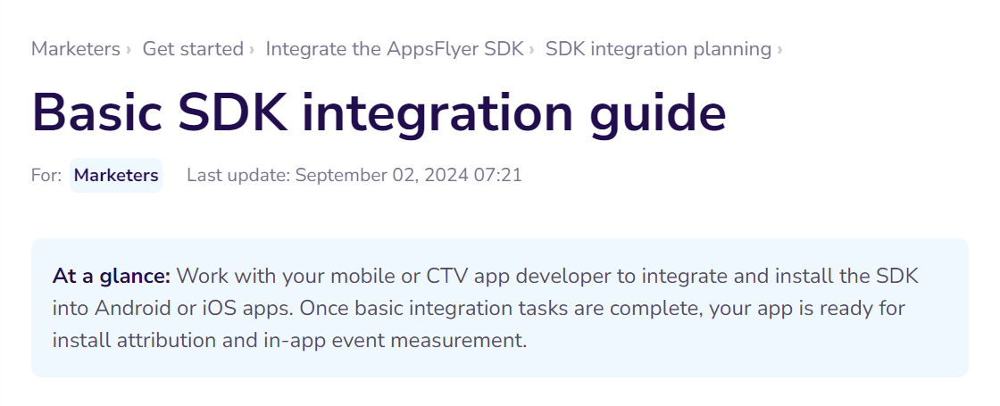 Marketers › Get started › Integrate the AppsFlyer SDK › SDK integration planning ›
Basic SDK integration guide
For: Marketers Last update: September 02, 2024 07:21
At a glance: Work with your mobile or CTV app developer to integrate and install the SDK
into Android or iOS apps. Once basic integration tasks are complete, your app is ready for
install attribution and in-app event measurement.